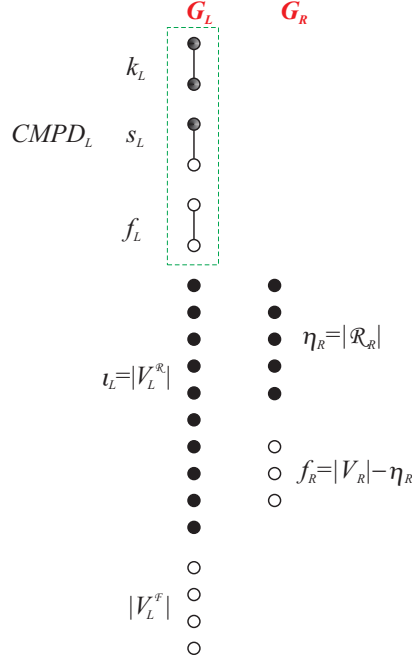 G_L G_R
k_L
CMPD_L s_L
f_L
η_R=|ℛ_R|
ι_L=|V_L^ℛ|
f_R=|V_R|−η_R
|V_L^ℱ|